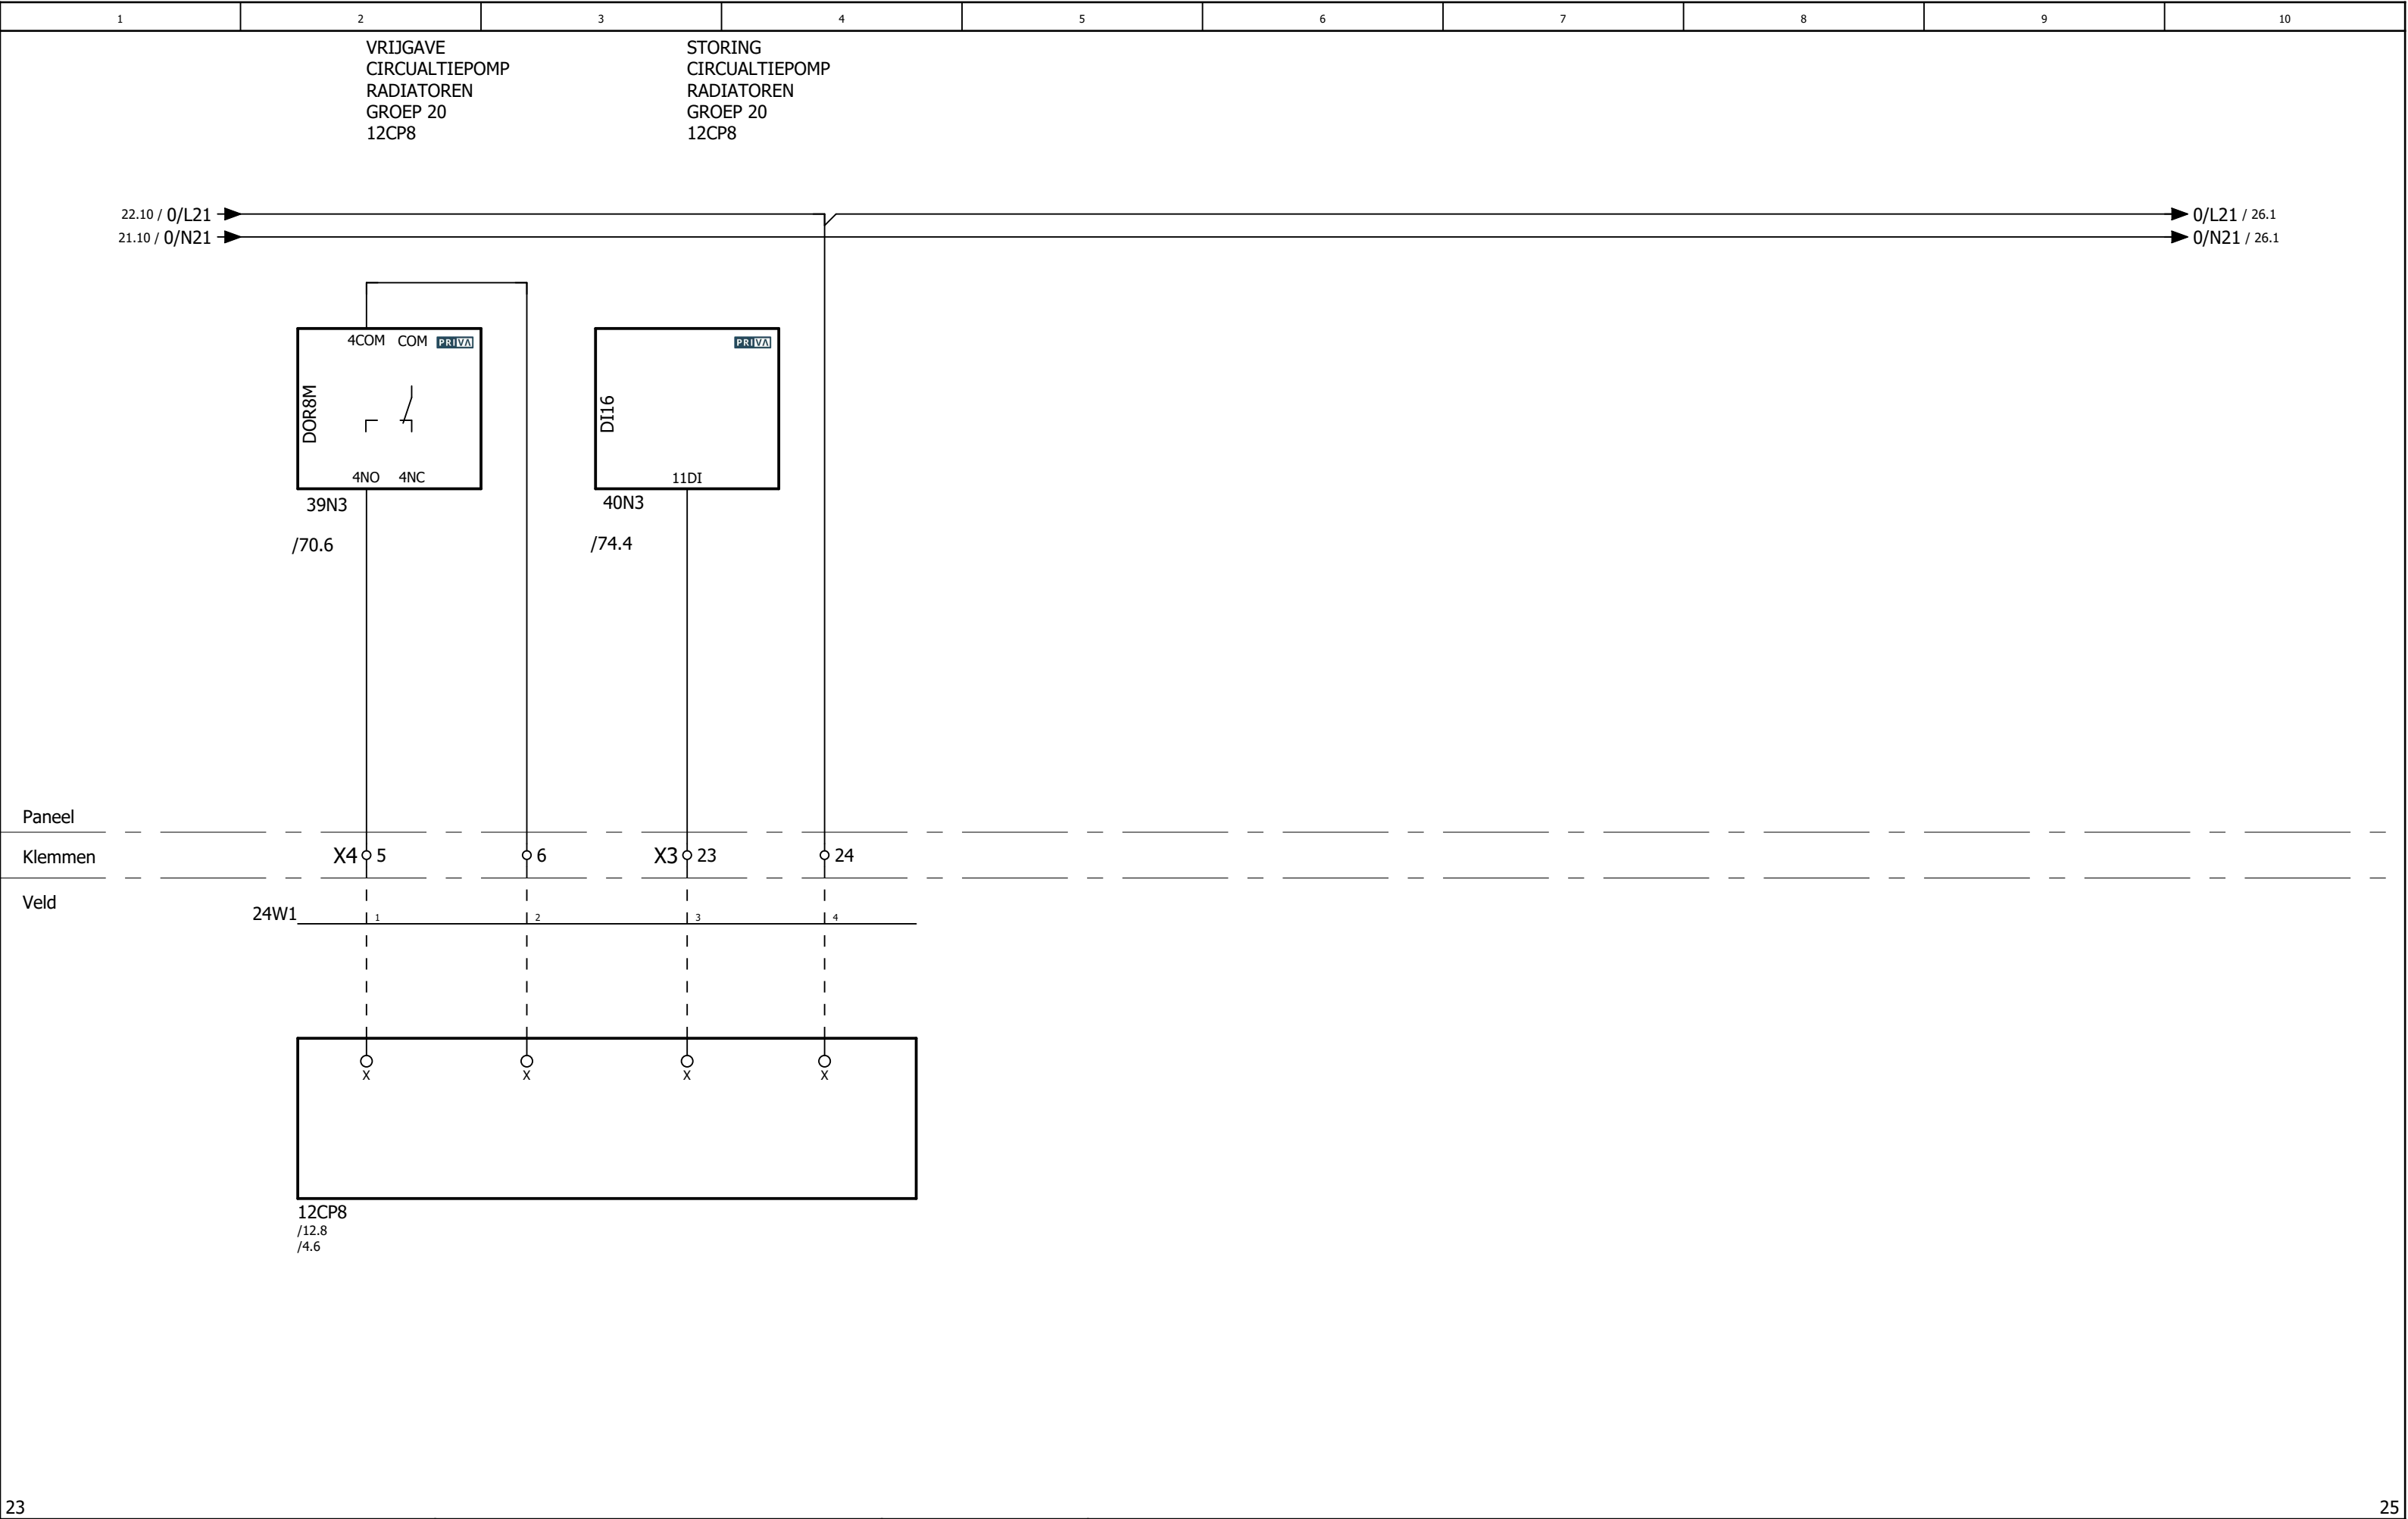 1 2 3 4 5 6 7 8 9 10
VRIJGAVE
CIRCUALTIEPOMP
RADIATOREN
GROEP 20
12CP8
STORING
CIRCUALTIEPOMP
RADIATOREN
GROEP 20
12CP8
22.10 / 0/L21
0/L21 / 26.1
21.10 / 0/N21
0/N21 / 26.1
4COM COM PRIVA
DOR8M
4NO 4NC
39N3
/70.6
PRIVA
DI16
11DI
40N3
/74.4
Paneel
Klemmen
X4 5 6 X3 23 24
Veld
24W1 1 2 3 4
X X X X
12CP8
/12.8
/4.6
23
25